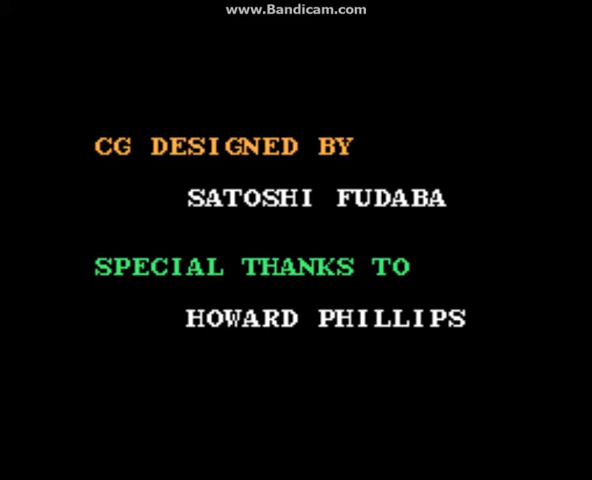 www.Bandicam.com
CG DESIGNED BY
SATOSHI FUDABA
SPECIAL THANKS TO
HOWARD PHILLIPS